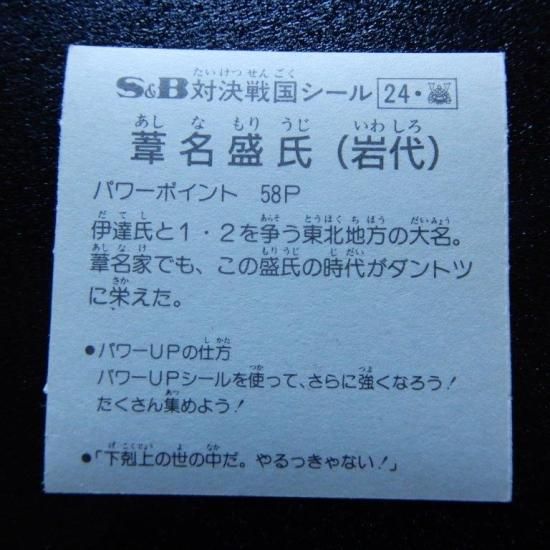 S&B対決戦国シール 24・
葦名盛氏(岩代)
パワーポイント 58P
伊達氏と1・2を争う東北地方の大名。
葦名家でも、この盛氏の時代がダントツ
に栄えた。
●パワーUPの仕方
パワーUPシールを使って、さらに強くなろう!
たくさん集めよう!
●「下剋上の世の中だ。やるっきゃない!」